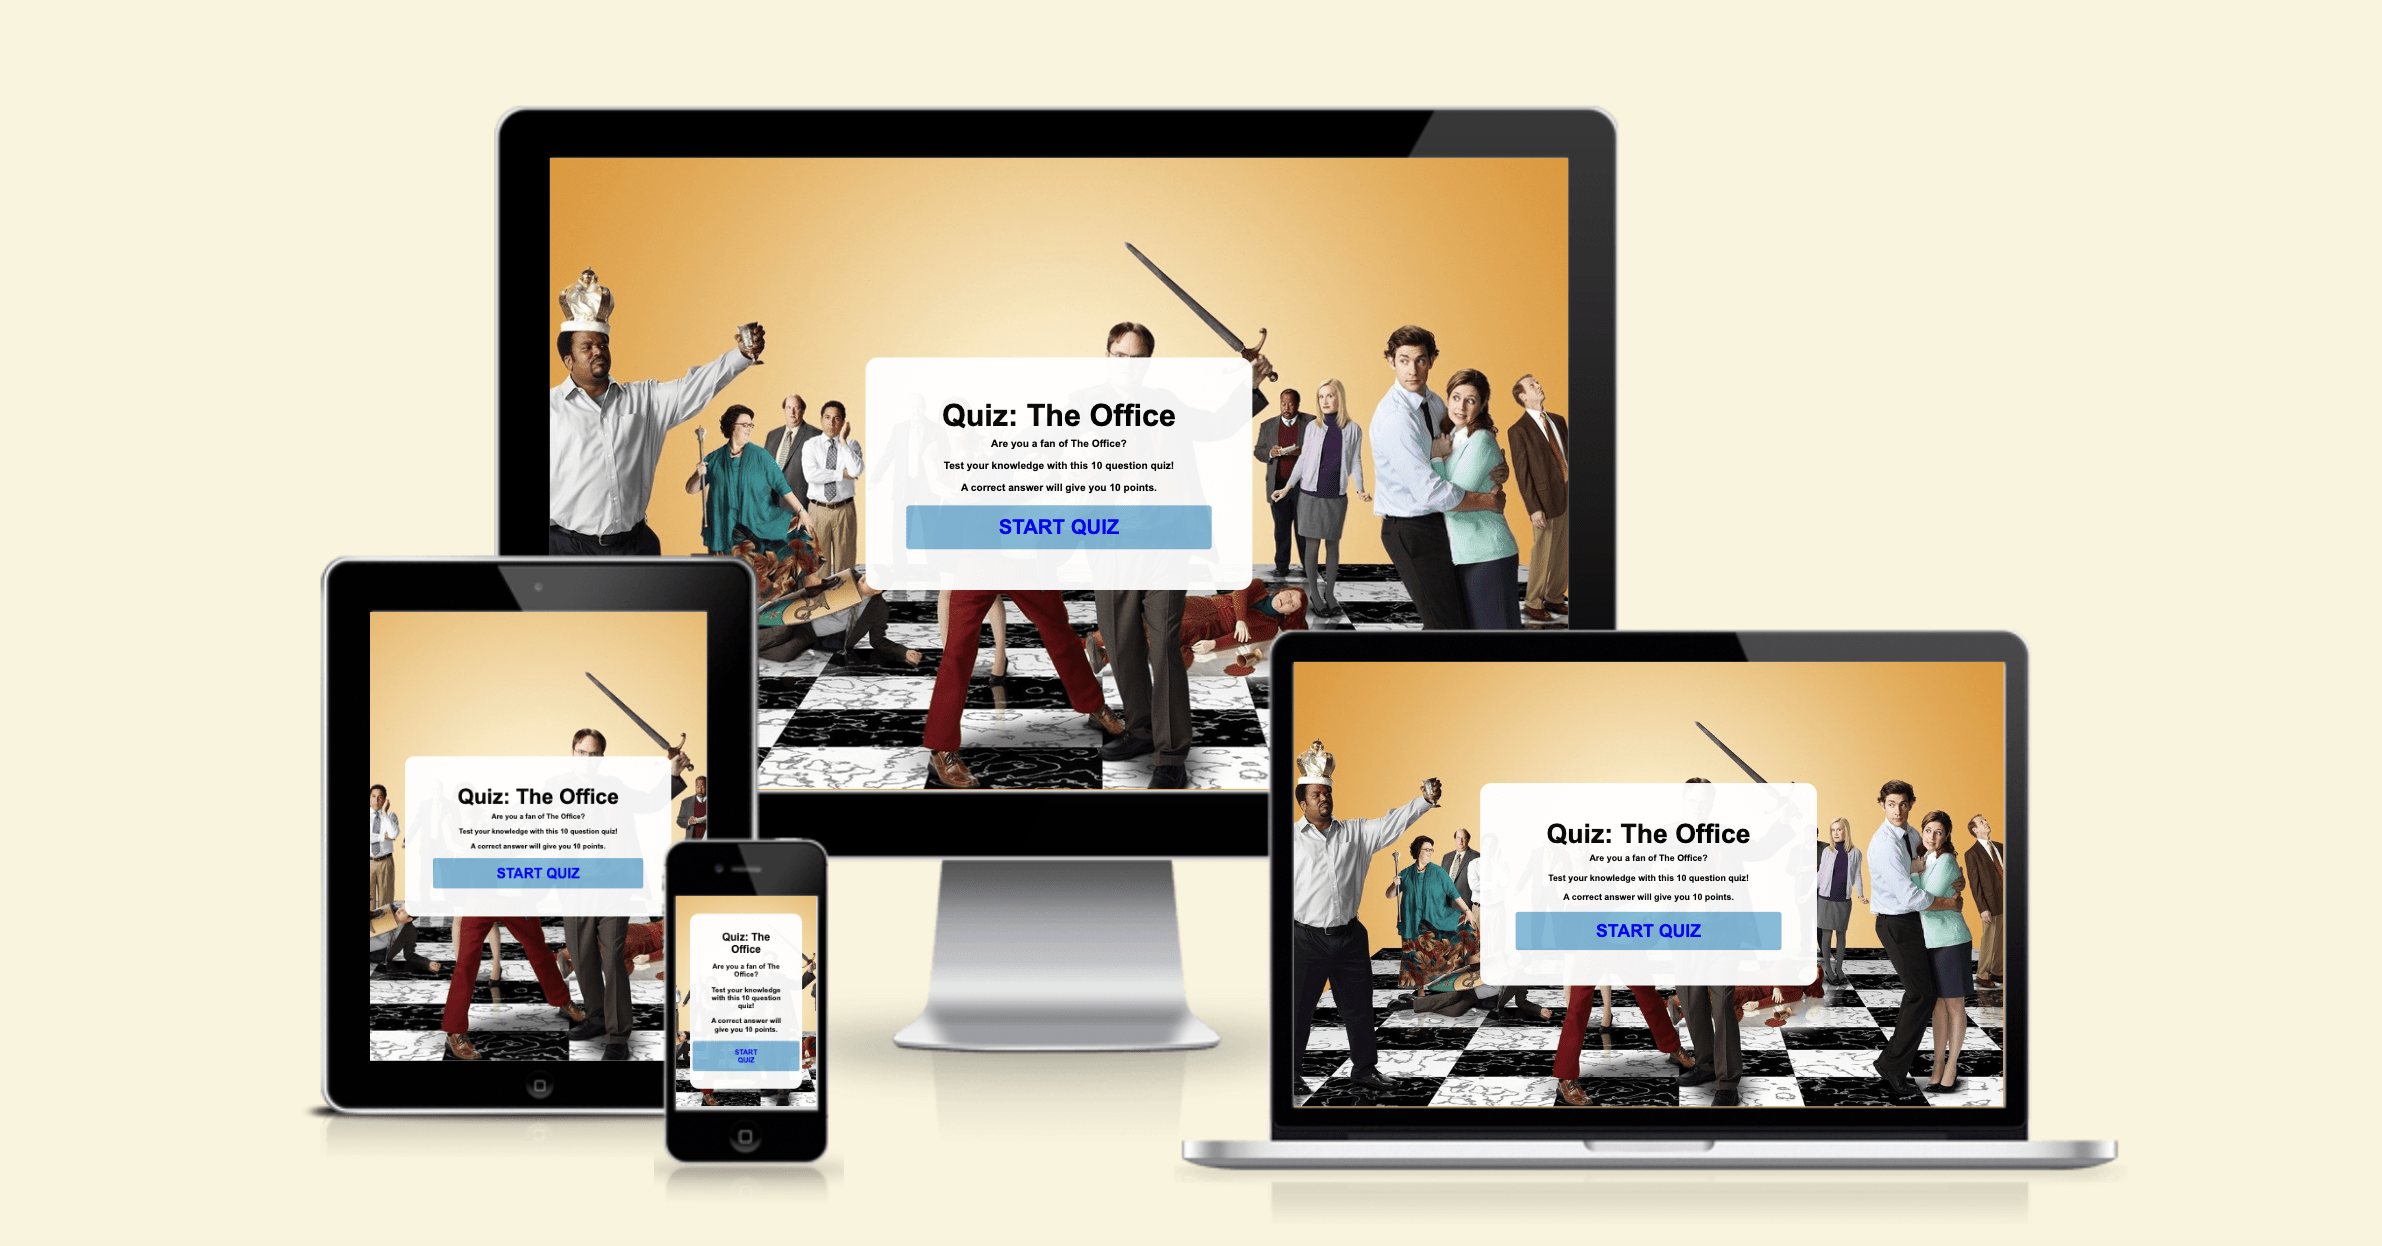 Quiz: The Office
Are you a fan of The Office?
Test your knowledge with this 10 question quiz!
A correct answer will give you 10 points.
START QUIZ
Quiz: The Office
Are you a fan of The Office?
Test your knowledge with this 10 question quiz!
A correct answer will give you 10 points.
START QUIZ
Quiz: The
Office
Are you a fan of The
Office?
Test your knowledge
with this 10 question
quiz!
A correct answer will
give you 10 points.
START
QUIZ
Quiz: The Office
Are you a fan of The Office?
Test your knowledge with this 10 question quiz!
A correct answer will give you 10 points.
START QUIZ